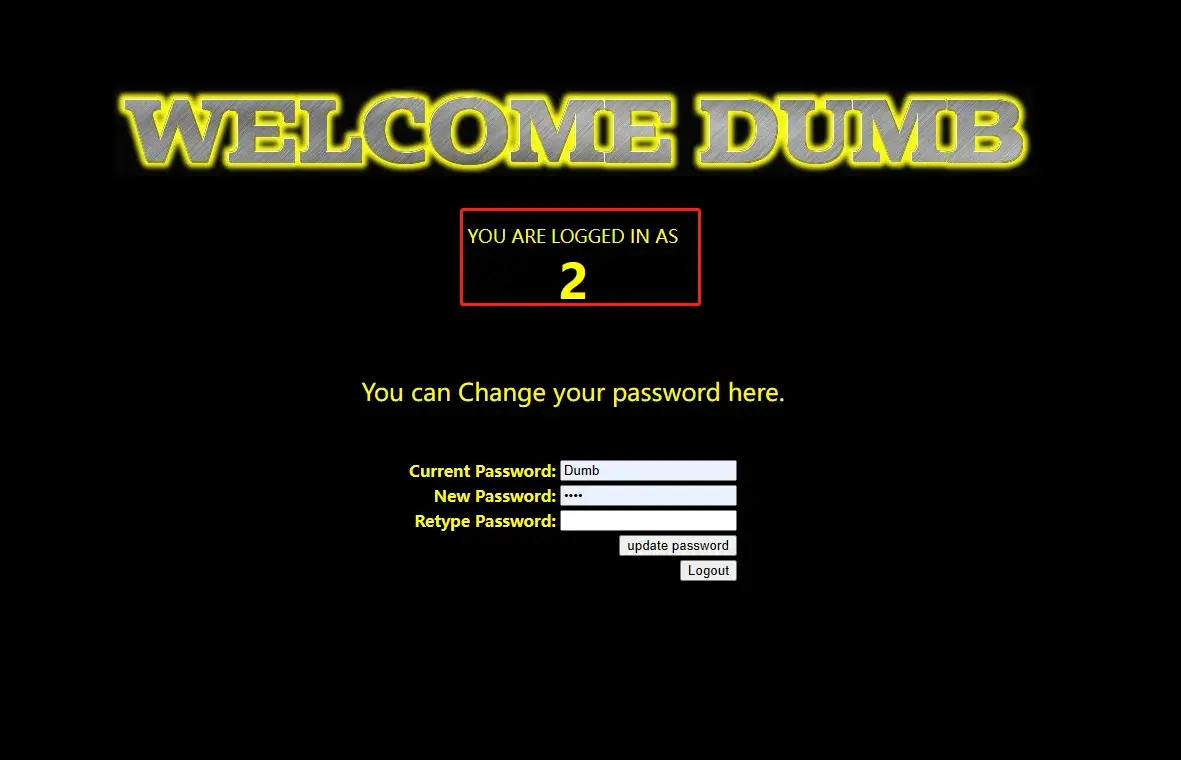 WELCOME DUMB
YOU ARE LOGGED IN AS
2
You can Change your password here.
Current Password: Dumb
New Password: ••••
Retype Password:
update password
Logout